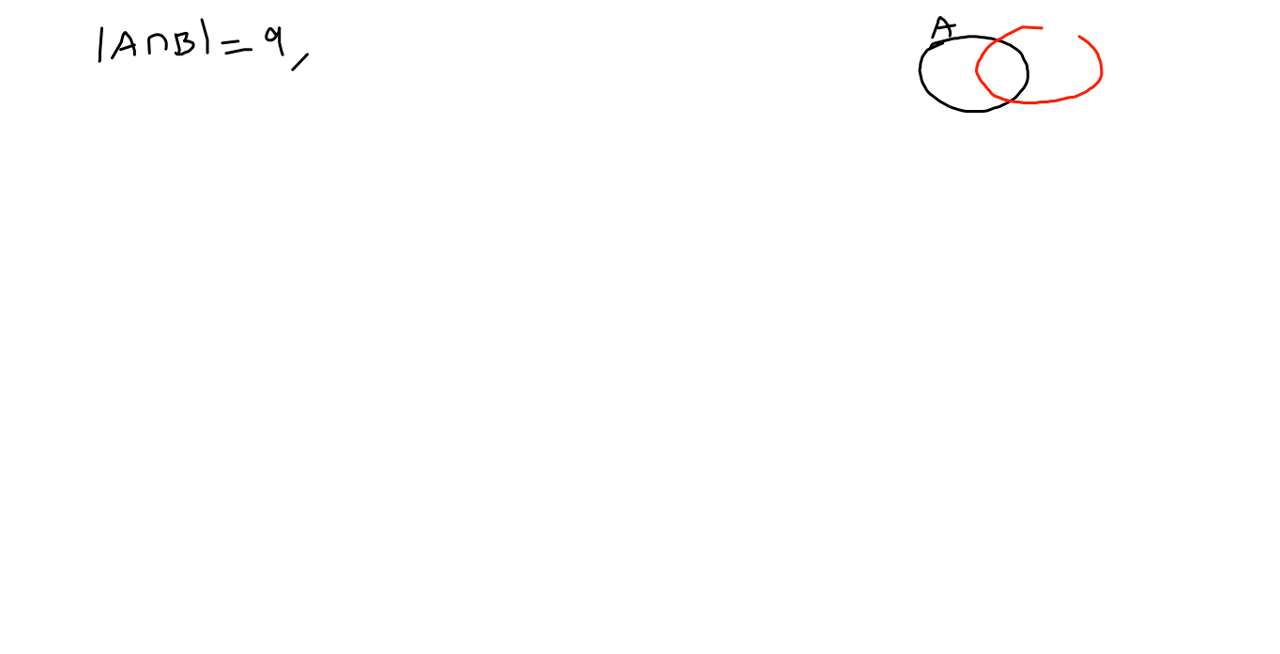 |A∩B| = 9,
A